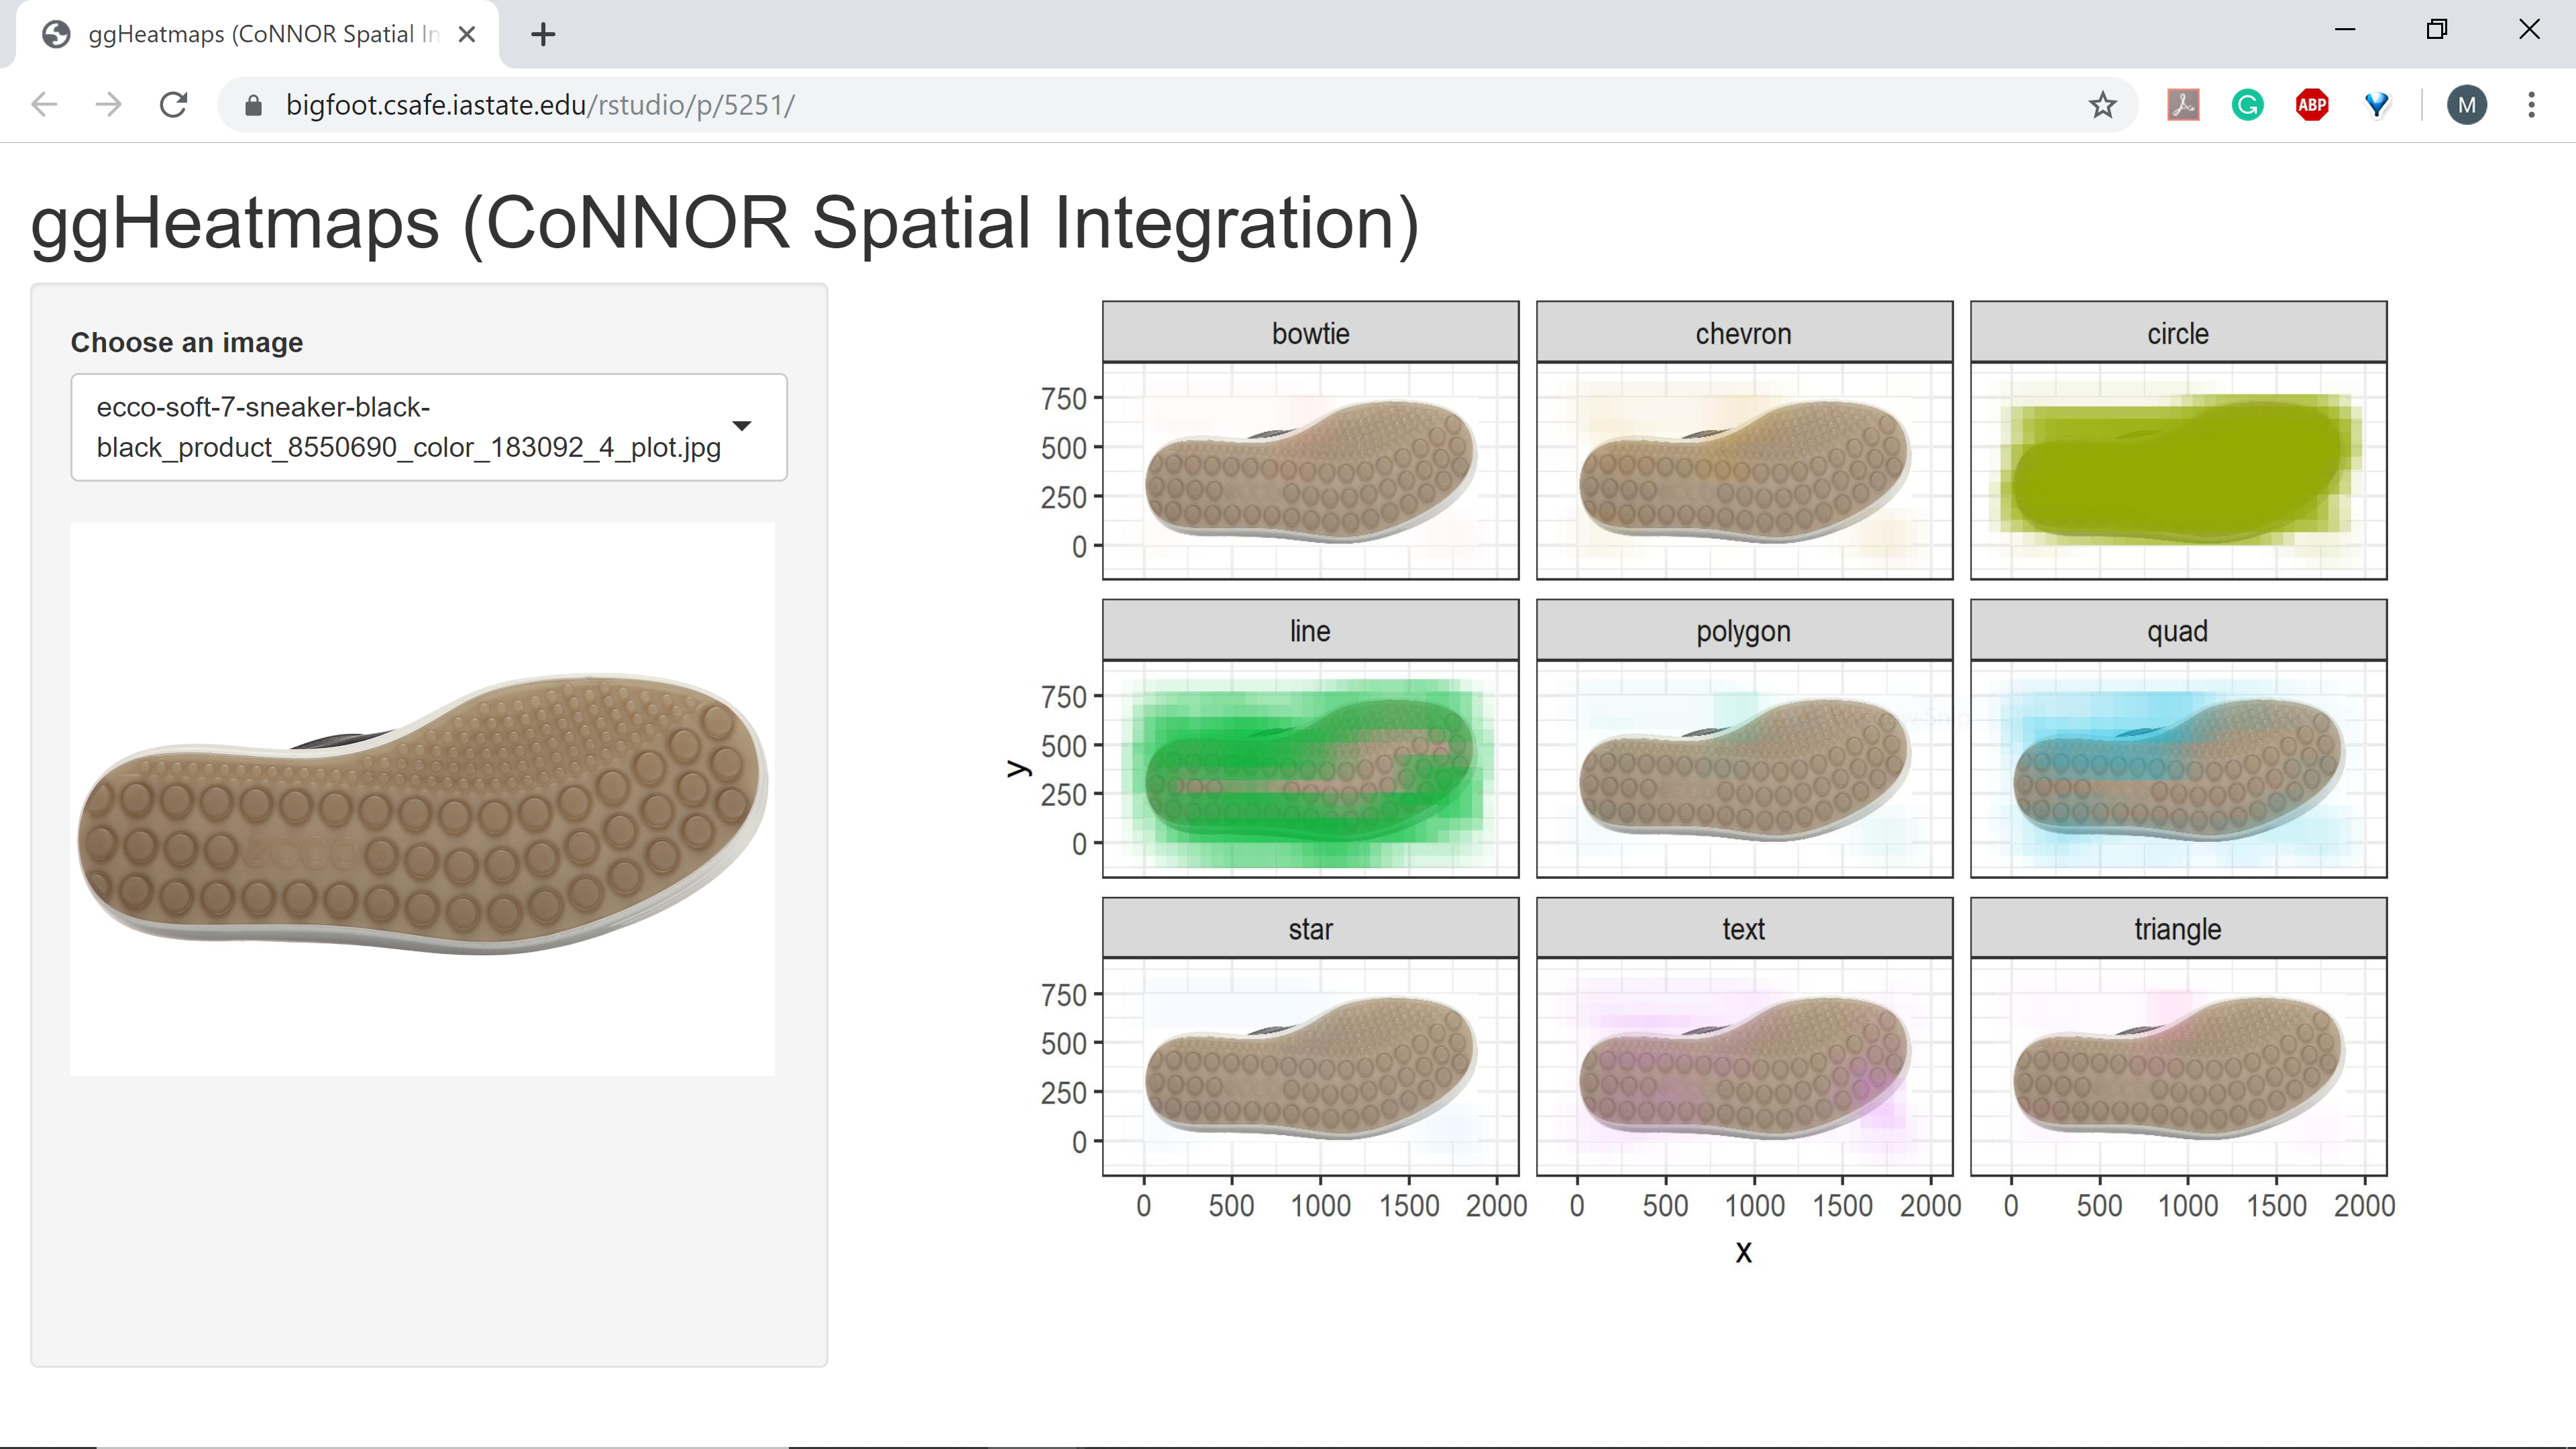 ggHeatmaps (CoNNOR Spatial In
bigfoot.csafe.iastate.edu/rstudio/p/5251/
ABP
M
ggHeatmaps (CoNNOR Spatial Integration)
Choose an image
ecco-soft-7-sneaker-black-
black_product_8550690_color_183092_4_plot.jpg
bowtie chevron circle
750
500
250
0
line polygon quad
750
500
250
0
y
star text triangle
750
500
250
0
0 500 1000 1500 2000 0 500 1000 1500 2000 0 500 1000 1500 2000
x